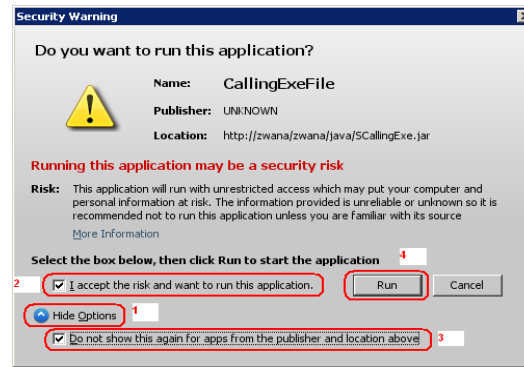 Security Warning
Do you want to run this application?
Name: CallingExeFile
Publisher: UNKNOWN
Location: http://zwana/zwana/java/SCallingExe.jar
Running this application may be a security risk
Risk: This application will run with unrestricted access which may put your computer and
personal information at risk. The information provided is unreliable or unknown so it is
recommended not to run this application unless you are familiar with its source
More Information
Select the box below, then click Run to start the application
4
2
I accept the risk and want to run this application.
Run
Cancel
Hide Options
1
Do not show this again for apps from the publisher and location above
3